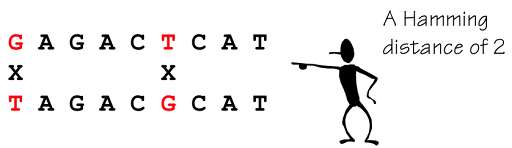 G A G A C T C A T
X X
T A G A C G C A T
A Hamming
distance of 2